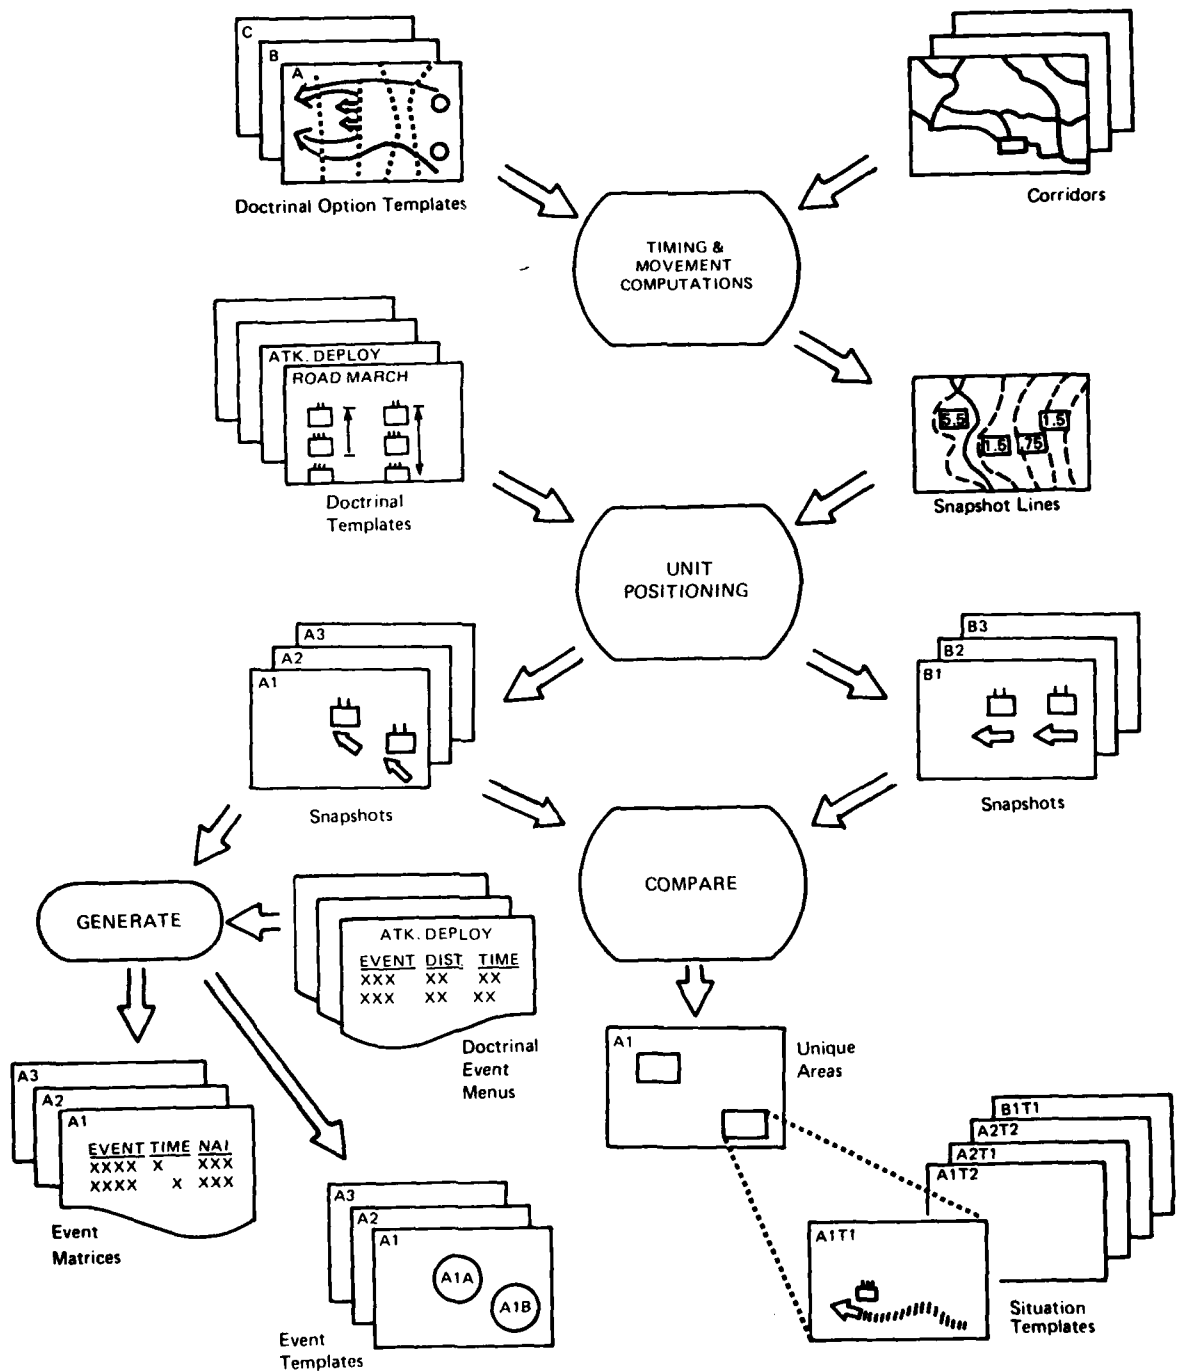 C
B
A
Doctrinal Option Templates
Corridors
TIMING &
MOVEMENT
COMPUTATIONS
ATK. DEPLOY
ROAD MARCH
Doctrinal
Templates
5.5
1.5
.75
1.5
Snapshot Lines
UNIT
POSITIONING
A3
A2
A1
Snapshots
B3
B2
B1
Snapshots
GENERATE
COMPARE
ATK. DEPLOY
EVENT DIST. TIME
XXX XX XX
XXX XX XX
Doctrinal
Event
Menus
A1
Unique
Areas
A3
A2
A1
EVENT TIME NAI
XXXX X XXX
XXXX X XXX
Event
Matrices
A3
A2
A1
A1A
A1B
Event
Templates
B1T1
A2T2
A2T1
A1T2
A1T1
Situation
Templates